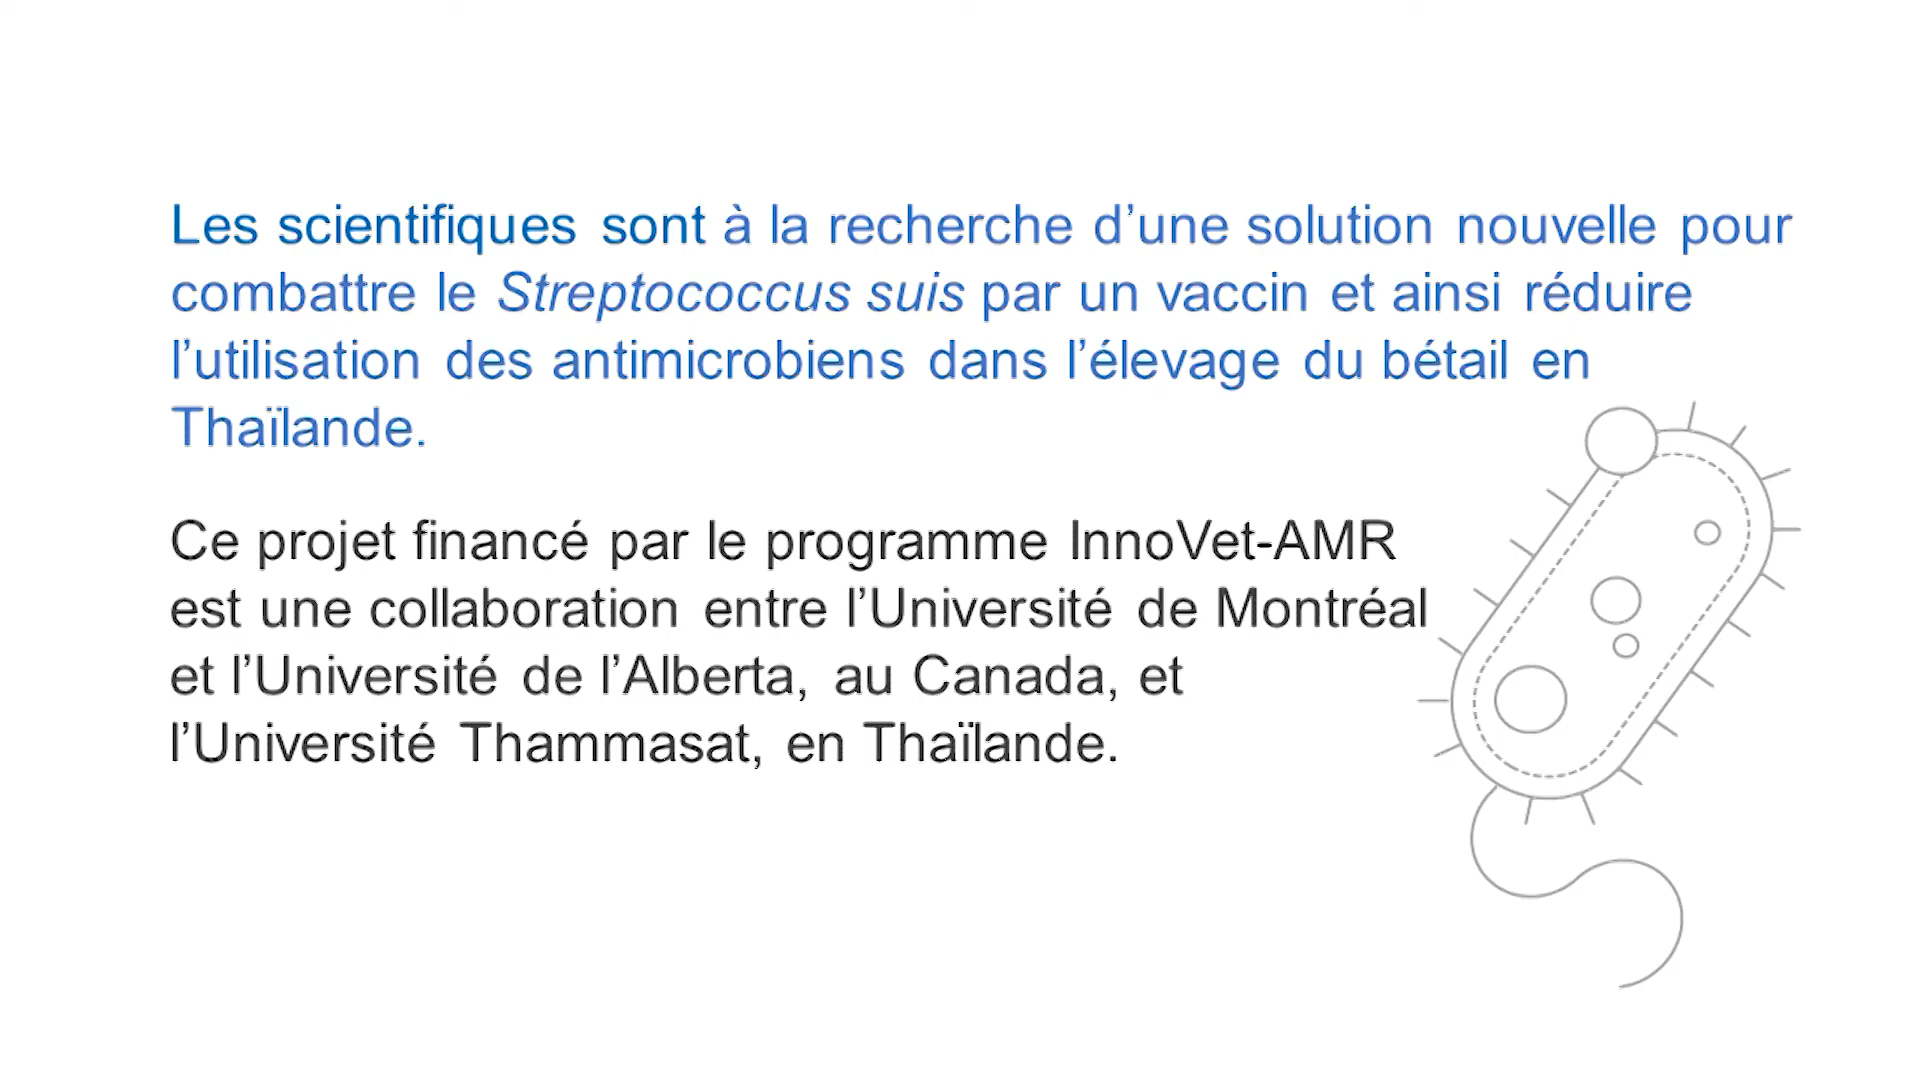 Les scientifiques sont à la recherche d’une solution nouvelle pour
combattre le Streptococcus suis par un vaccin et ainsi réduire
l’utilisation des antimicrobiens dans l’élevage du bétail en
Thaïlande.
Ce projet financé par le programme InnoVet-AMR
est une collaboration entre l’Université de Montréal
et l’Université de l’Alberta, au Canada, et
l’Université Thammasat, en Thaïlande.